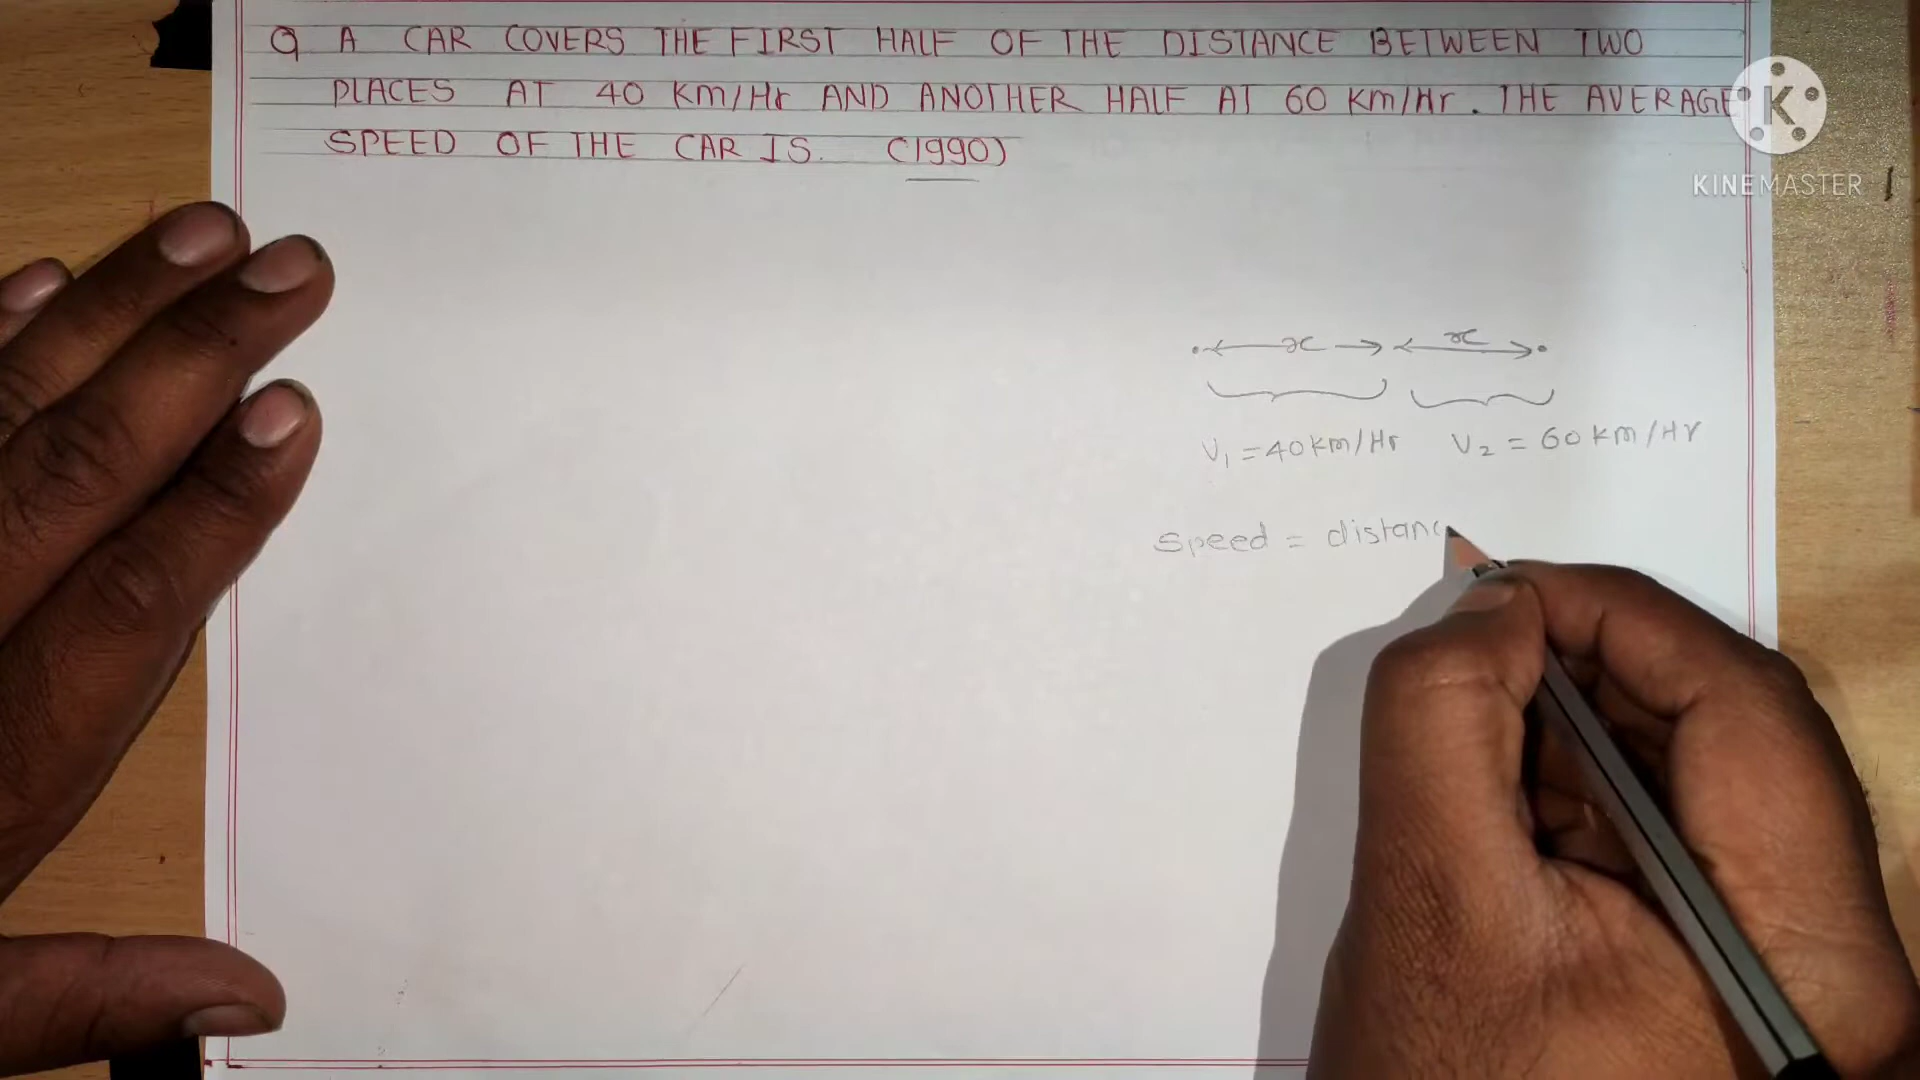 Q A CAR COVERS THE FIRST HALF OF THE DISTANCE BETWEEN TWO
PLACES AT 40 Km/Hr AND ANOTHER HALF AT 60 Km/Hr. THE AVERAGE
SPEED OF THE CAR IS. (1990)
K
KINEMASTER
x x
V1 = 40 Km/Hr V2 = 60 Km/Hr
Speed = distanc